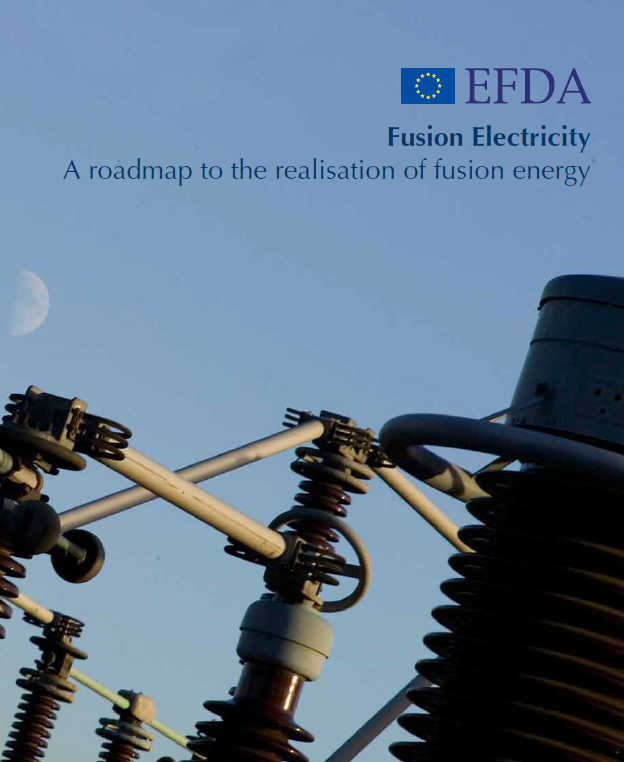 EFDA
Fusion Electricity
A roadmap to the realisation of fusion energy